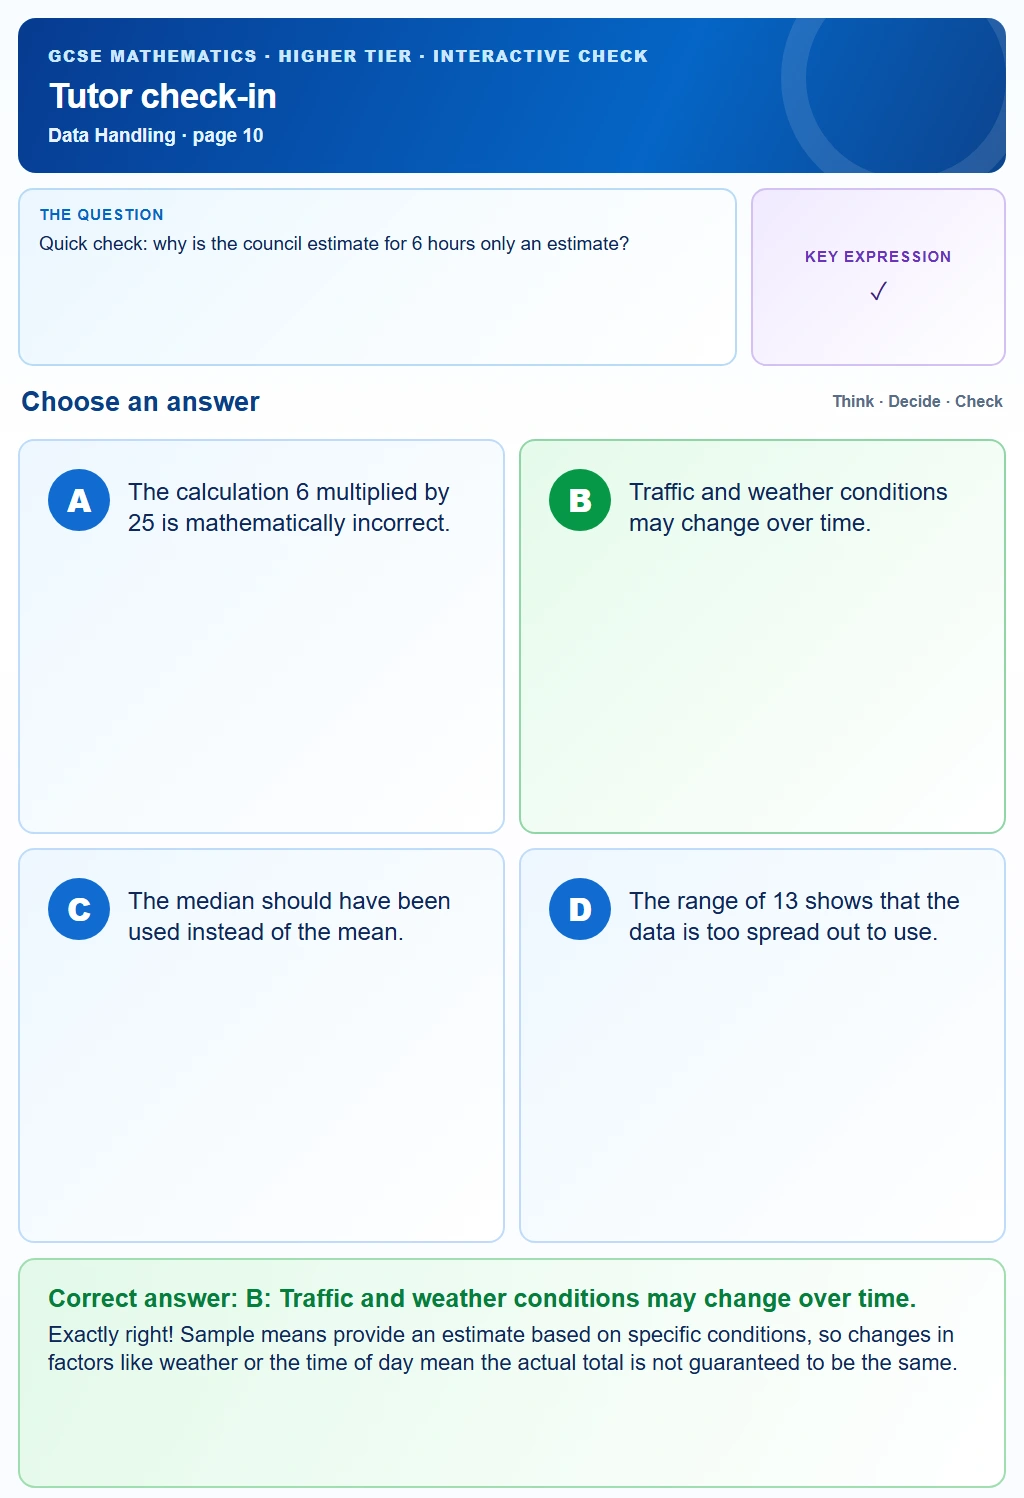 GCSE MATHEMATICS · HIGHER TIER · INTERACTIVE CHECK
Tutor check-in
Data Handling · page 10
THE QUESTION
Quick check: why is the council estimate for 6 hours only an estimate?
KEY EXPRESSION
✓
Choose an answer
Think · Decide · Check
A
The calculation 6 multiplied by
25 is mathematically incorrect.
B
Traffic and weather conditions
may change over time.
C
The median should have been
used instead of the mean.
D
The range of 13 shows that the
data is too spread out to use.
Correct answer: B: Traffic and weather conditions may change over time.
Exactly right! Sample means provide an estimate based on specific conditions, so changes in
factors like weather or the time of day mean the actual total is not guaranteed to be the same.